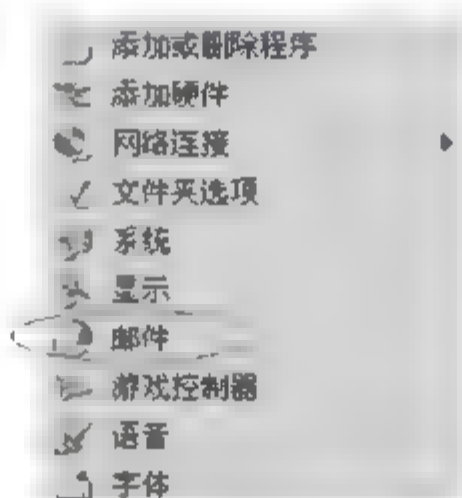 添加或删除程序
添加硬件
网络连接
文件夹选项
系统
显示
邮件
游戏控制器
语音
字体